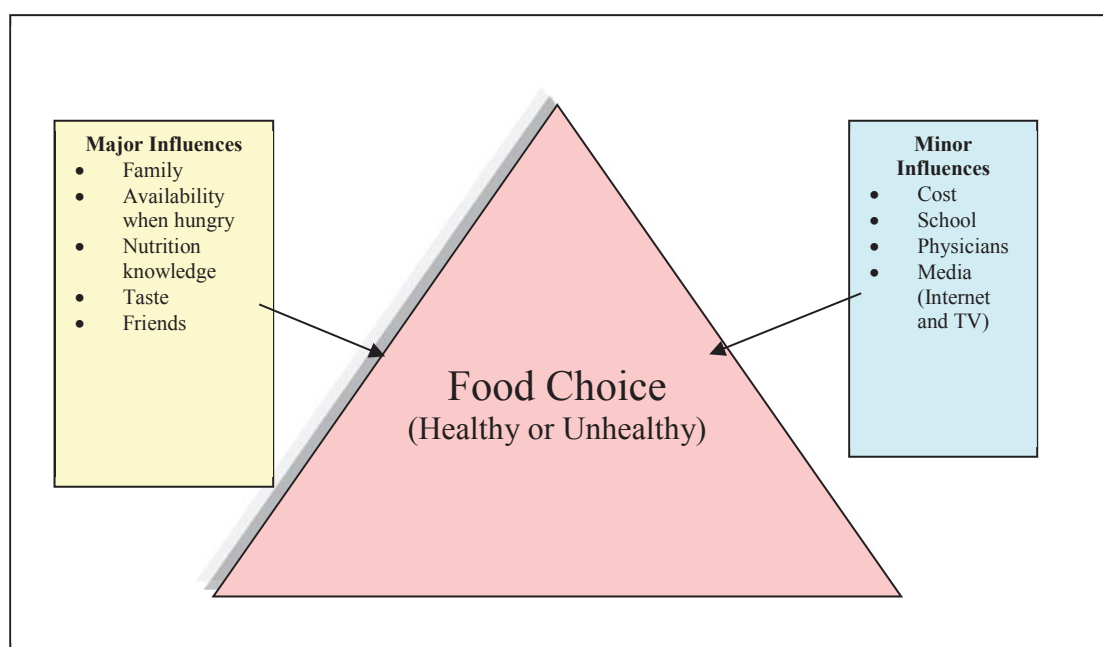 Major Influences
• Family
• Availability
when hungry
• Nutrition
knowledge
• Taste
• Friends
Minor
Influences
• Cost
• School
• Physicians
• Media
(Internet
and TV)
Food Choice
(Healthy or Unhealthy)